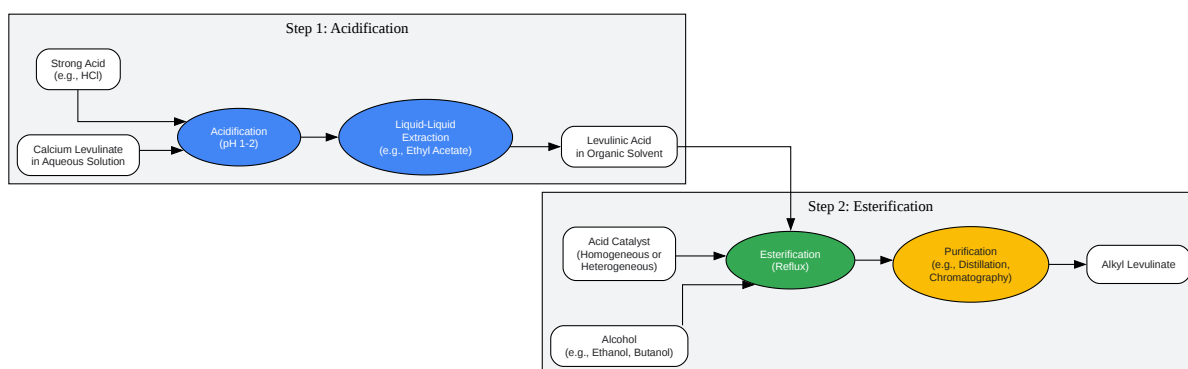 Step 1: Acidification
Strong Acid
(e.g., HCl)
Calcium Levulinate
in Aqueous Solution
Acidification
(pH 1-2)
Liquid-Liquid
Extraction
(e.g., Ethyl Acetate)
Levulinic Acid
in Organic Solvent
Step 2: Esterification
Acid Catalyst
(Homogeneous or
Heterogeneous)
Alcohol
(e.g., Ethanol, Butanol)
Esterification
(Reflux)
Purification
(e.g., Distillation,
Chromatography)
Alkyl Levulinate